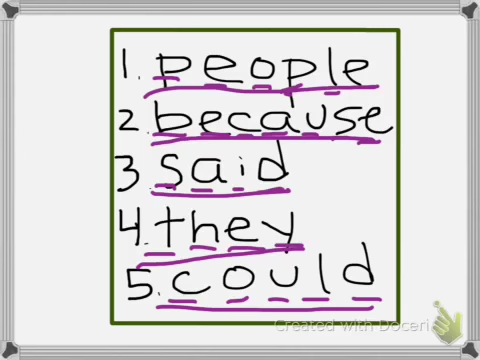 1. people
2. because
3. said
4. they
5. could
Created with Doceri